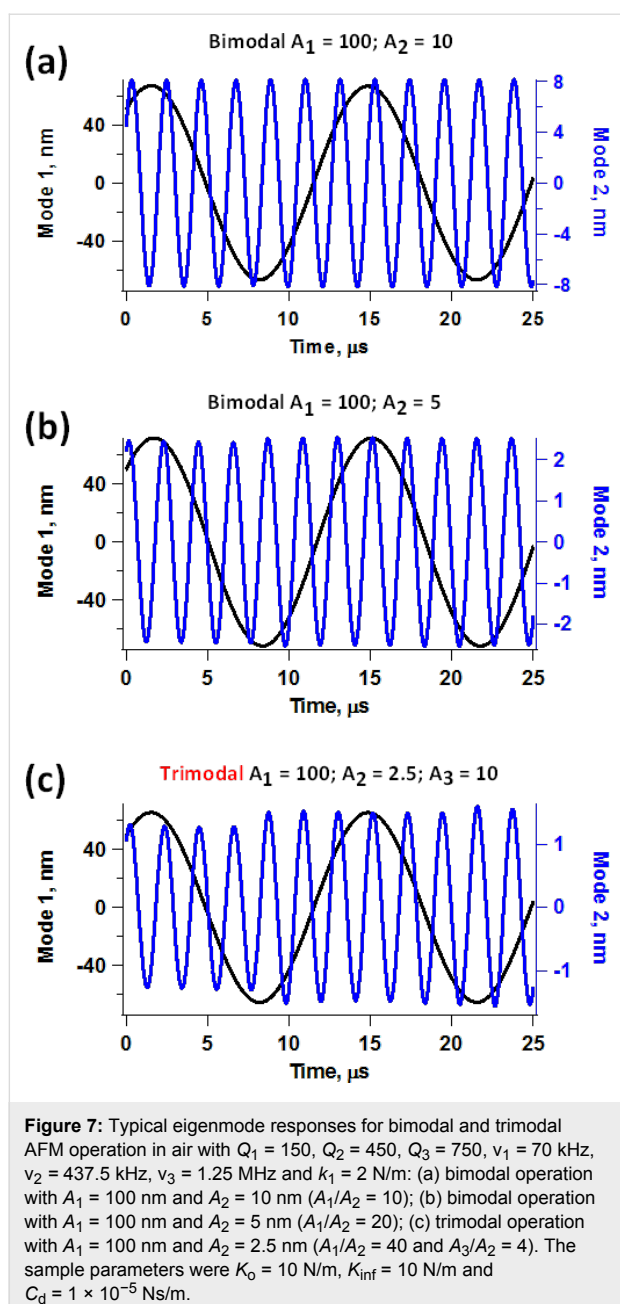 (a)
Bimodal A1 = 100; A2 = 10
Mode 1, nm
40
0
-40
8
4
0
-4
-8
Mode 2, nm
0 5 10 15 20 25
Time, μs
(b)
Bimodal A1 = 100; A2 = 5
Mode 1, nm
40
0
-40
2
1
0
-1
-2
Mode 2, nm
0 5 10 15 20 25
Time, μs
(c)
Trimodal A1 = 100; A2 = 2.5; A3 = 10
Mode 1, nm
40
0
-40
1
0
-1
Mode 2, nm
0 5 10 15 20 25
Time, μs
Figure 7: Typical eigenmode responses for bimodal and trimodal
AFM operation in air with Q1 = 150, Q2 = 450, Q3 = 750, ν1 = 70 kHz,
ν2 = 437.5 kHz, ν3 = 1.25 MHz and k1 = 2 N/m: (a) bimodal operation
with A1 = 100 nm and A2 = 10 nm (A1/A2 = 10); (b) bimodal operation
with A1 = 100 nm and A2 = 5 nm (A1/A2 = 20); (c) trimodal operation
with A1 = 100 nm and A2 = 2.5 nm (A1/A2 = 40 and A3/A2 = 4). The
sample parameters were Ko = 10 N/m, Kinf = 10 N/m and
Cd = 1 × 10−5 Ns/m.